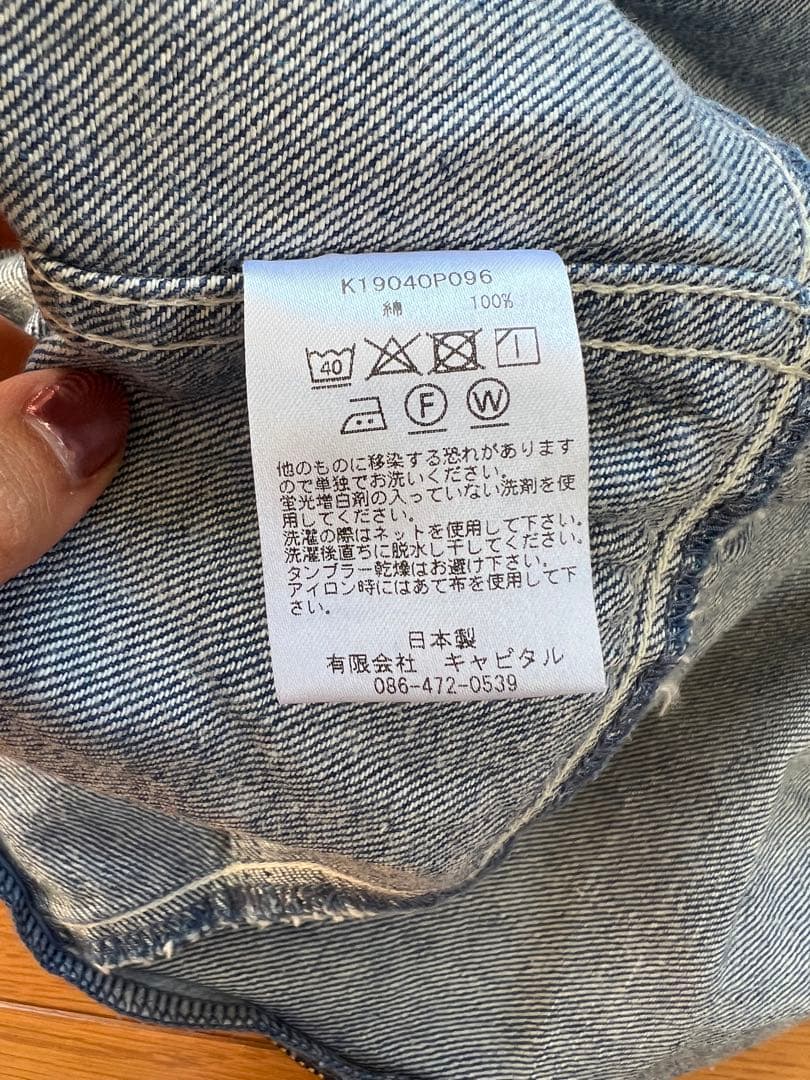 K1904OP096
綿 100%
40
F W
他のものに移染する恐れがあります
ので単独でお洗いください。
蛍光増白剤の入っていない洗剤を使
用してください。
洗濯の際はネットを使用して下さい。
洗濯後直ちに脱水し干してください。
タンブラー乾燥はお避け下さい。
アイロン時にはあて布を使用して下
さい。
日本製
有限会社 キャピタル
086-472-0539